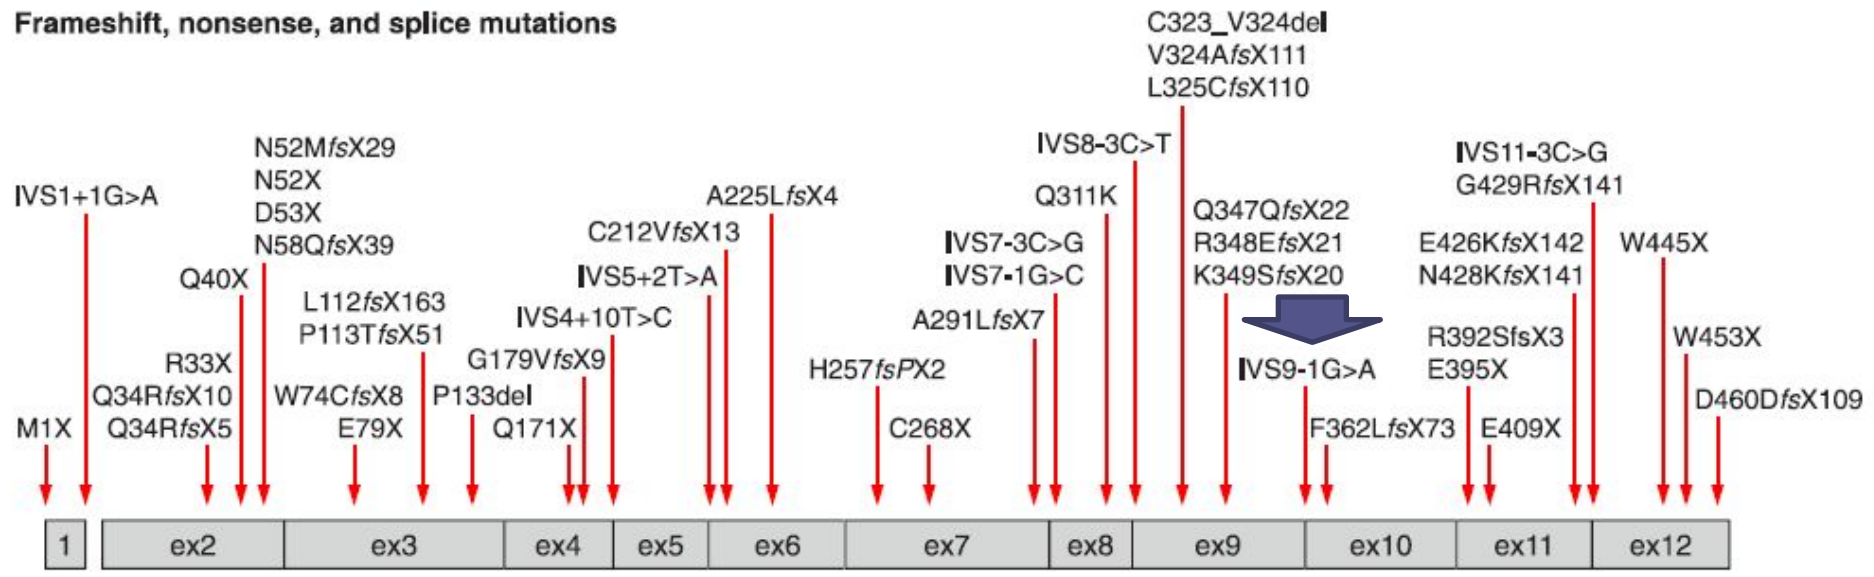 Frameshift, nonsense, and splice mutations
C323_V324del
V324AfsX111
L325CfsX110
IVS8-3C>T
N52MfsX29
N52X
D53X
N58QfsX39
IVS11-3C>G
G429RfsX141
IVS1+1G>A
A225LfsX4
Q311K
Q347QfsX22
R348EfsX21
K349SfsX20
C212VfsX13
IVS7-3C>G
IVS7-1G>C
E426KfsX142
N428KfsX141
W445X
Q40X
IVS5+2T>A
L112fsX163
P113TfsX51
IVS4+10T>C
A291LfsX7
R392SfsX3
E395X
W453X
R33X
Q34RfsX10
Q34RfsX5
G179VfsX9
H257fsPX2
IVS9-1G>A
W74CfsX8
E79X
P133del
D460DfsX109
M1X
Q171X
C268X
F362LfsX73
E409X
1
ex2
ex3
ex4
ex5
ex6
ex7
ex8
ex9
ex10
ex11
ex12